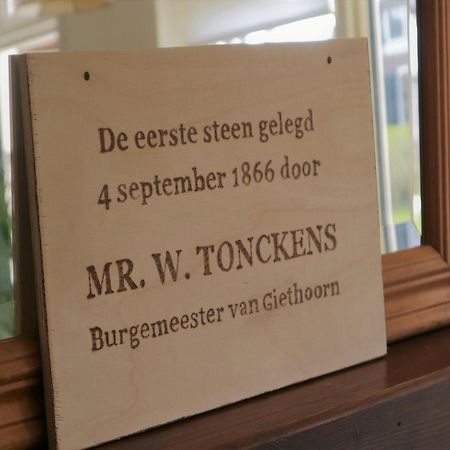 De eerste steen gelegd
4 september 1866 door
MR. W. TONCKENS
Burgemeester van Giethoorn